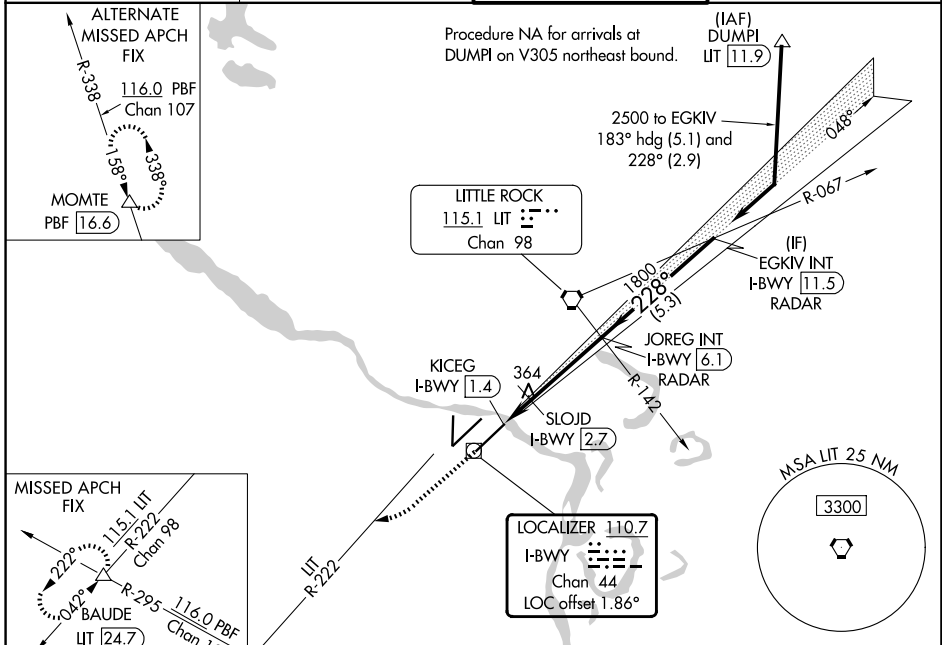 ALTERNATE
MISSED APCH
FIX
R-338
116.0 PBF
Chan 107
158°
338°
MOMTE
PBF 16.6
Procedure NA for arrivals at
DUMPI on V305 northeast bound.
(IAF)
DUMPI
LIT 11.9
2500 to EGKIV
183° hdg (5.1) and
228° (2.9)
048°
R-067
LITTLE ROCK
115.1 LIT
Chan 98
(IF)
EGKIV INT
I-BWY 11.5
RADAR
1800
228°
(5.3)
JOREG INT
I-BWY 6.1
RADAR
R-142
KICEG
I-BWY 1.4
364
SLOJD
I-BWY 2.7
MISSED APCH
FIX
115.1 LIT
R-222
Chan 98
222°
042°
R-295
116.0 PBF
BAUDE
LIT 24.7
LIT
R-222
LOCALIZER 110.7
I-BWY
Chan 44
LOC offset 1.86°
MSA LIT 25 NM
3300